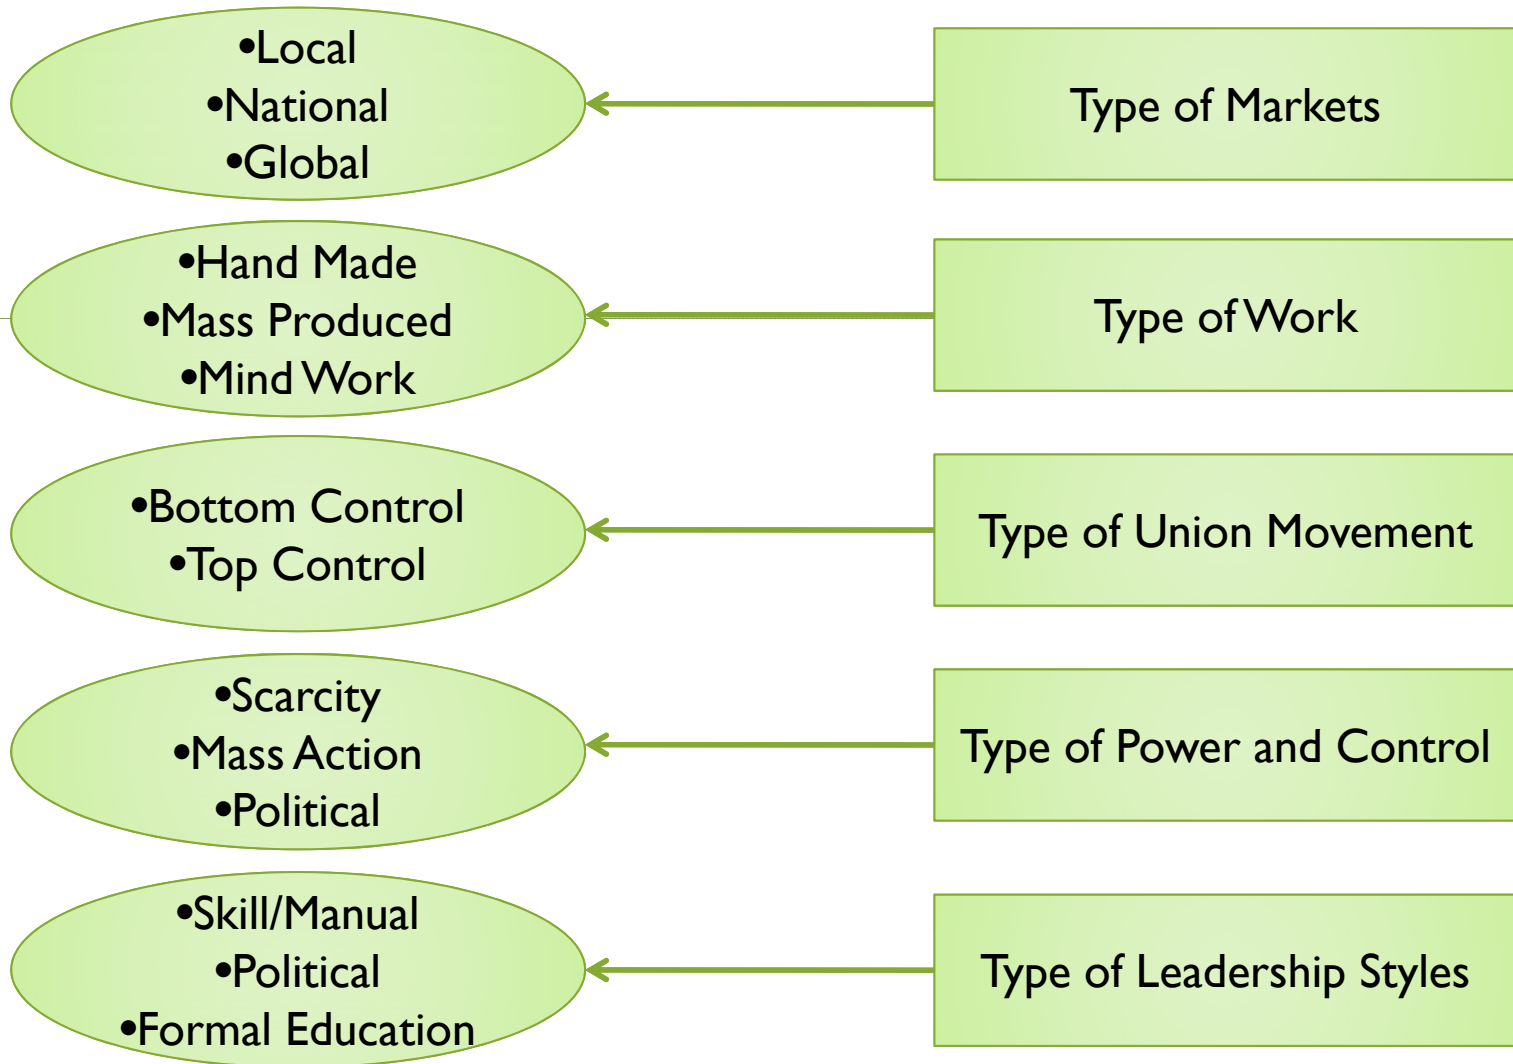 •Local
•National
•Global
Type of Markets
•Hand Made
•Mass Produced
•Mind Work
Type of Work
•Bottom Control
•Top Control
Type of Union Movement
•Scarcity
•Mass Action
•Political
Type of Power and Control
•Skill/Manual
•Political
•Formal Education
Type of Leadership Styles